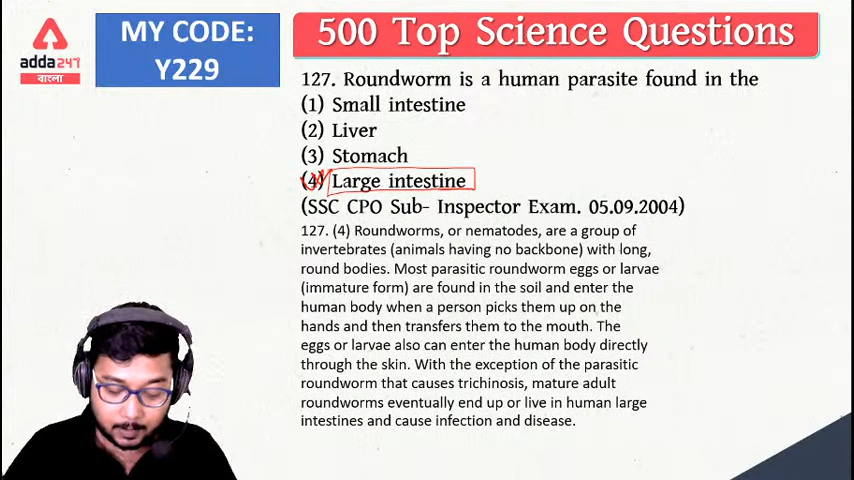 adda247
বাংলা
MY CODE:
Y229
500 Top Science Questions
127. Roundworm is a human parasite found in the
(1) Small intestine
(2) Liver
(3) Stomach
(4) Large intestine
(SSC CPO Sub- Inspector Exam. 05.09.2004)
127. (4) Roundworms, or nematodes, are a group of
invertebrates (animals having no backbone) with long,
round bodies. Most parasitic roundworm eggs or larvae
(immature form) are found in the soil and enter the
human body when a person picks them up on the
hands and then transfers them to the mouth. The
eggs or larvae also can enter the human body directly
through the skin. With the exception of the parasitic
roundworm that causes trichinosis, mature adult
roundworms eventually end up or live in human large
intestines and cause infection and disease.